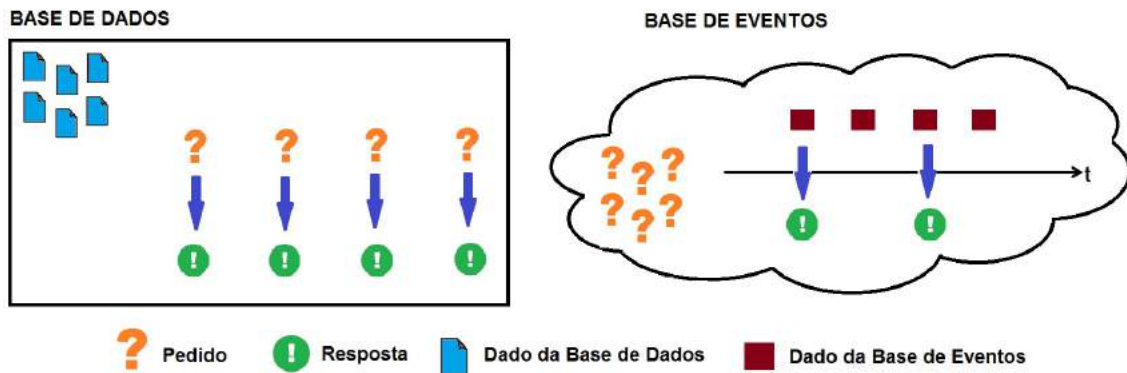 BASE DE DADOS
BASE DE EVENTOS
? ? ? ?
? ? ?
? ? ?
t
! ! ! !
! !
? Pedido
! Resposta
Dado da Base de Dados
Dado da Base de Eventos